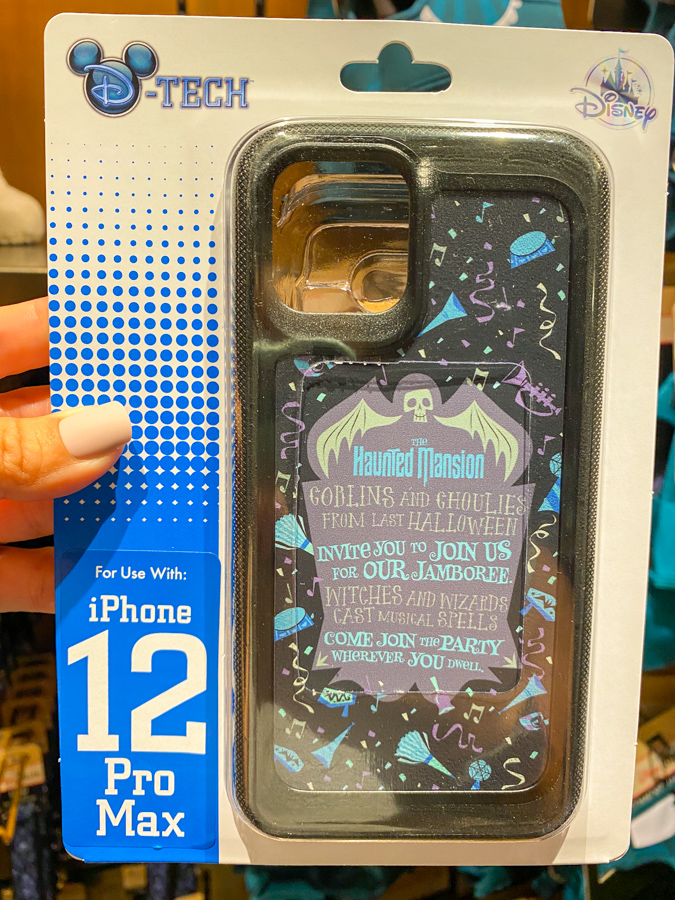 D-TECH
Disney
THE
Haunted Mansion
GOBLINS AND GHOULIES
FROM LAST HALLOWEEN
INVITE YOU TO JOIN US
FOR OUR JAMBOREE.
WITCHES AND WIZARDS
CAST MUSICAL SPELLS
COME JOIN THE PARTY
WHEREVER YOU DWELL.
For Use With:
iPhone
12
Pro
Max